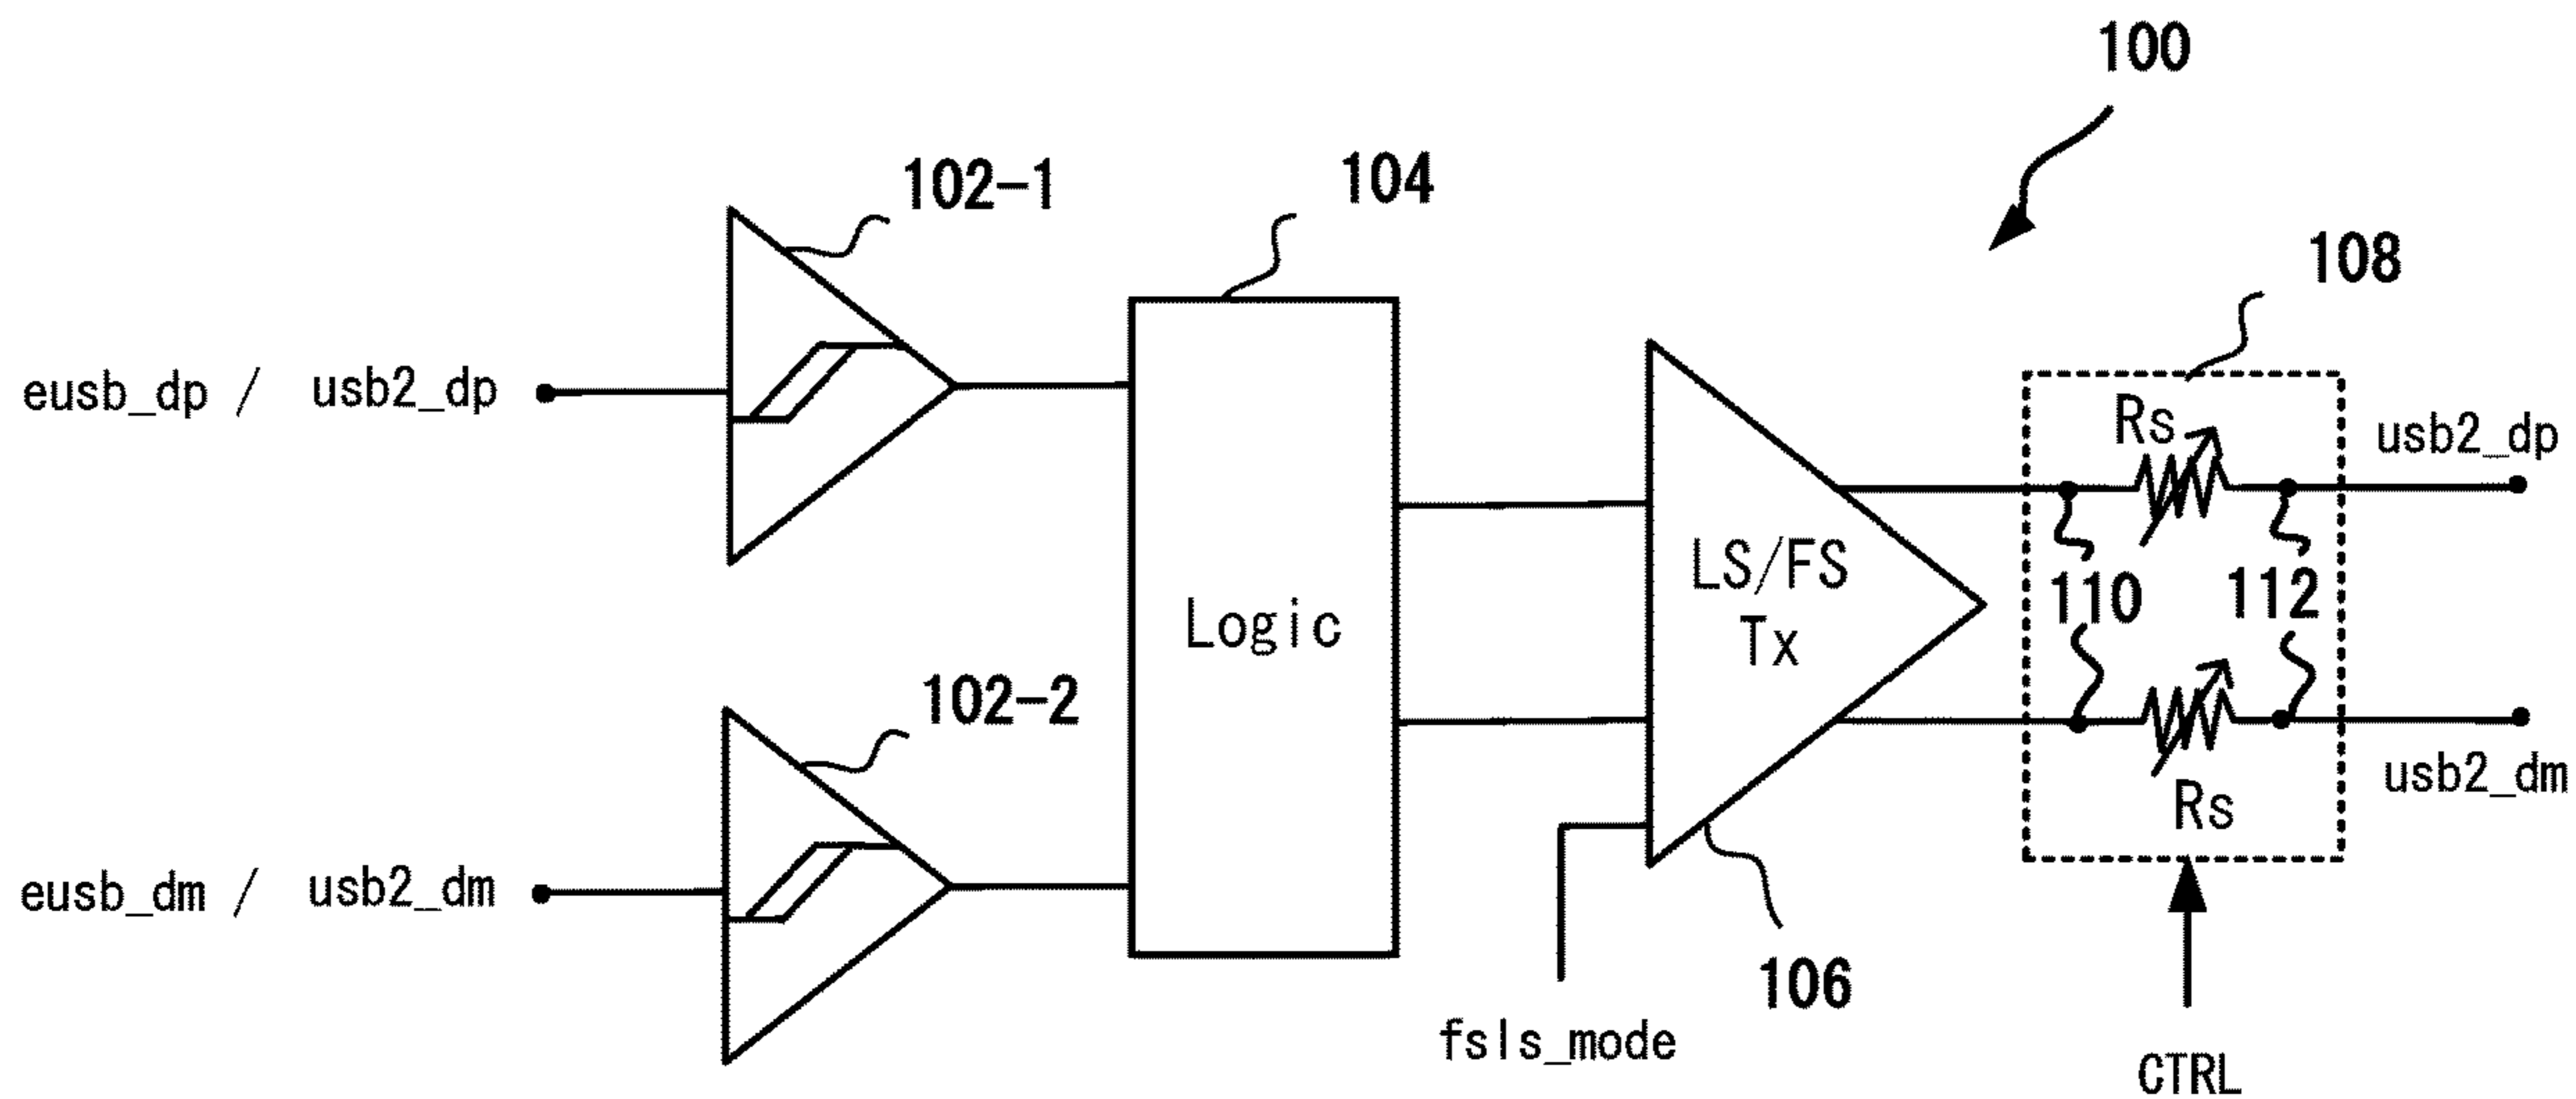 100
102-1
104
108
eusb_dp / usb2_dp
Rs
usb2_dp
LS/FS
Tx
110
112
Logic
102-2
usb2_dm
Rs
eusb_dm / usb2_dm
106
fsls_mode
CTRL